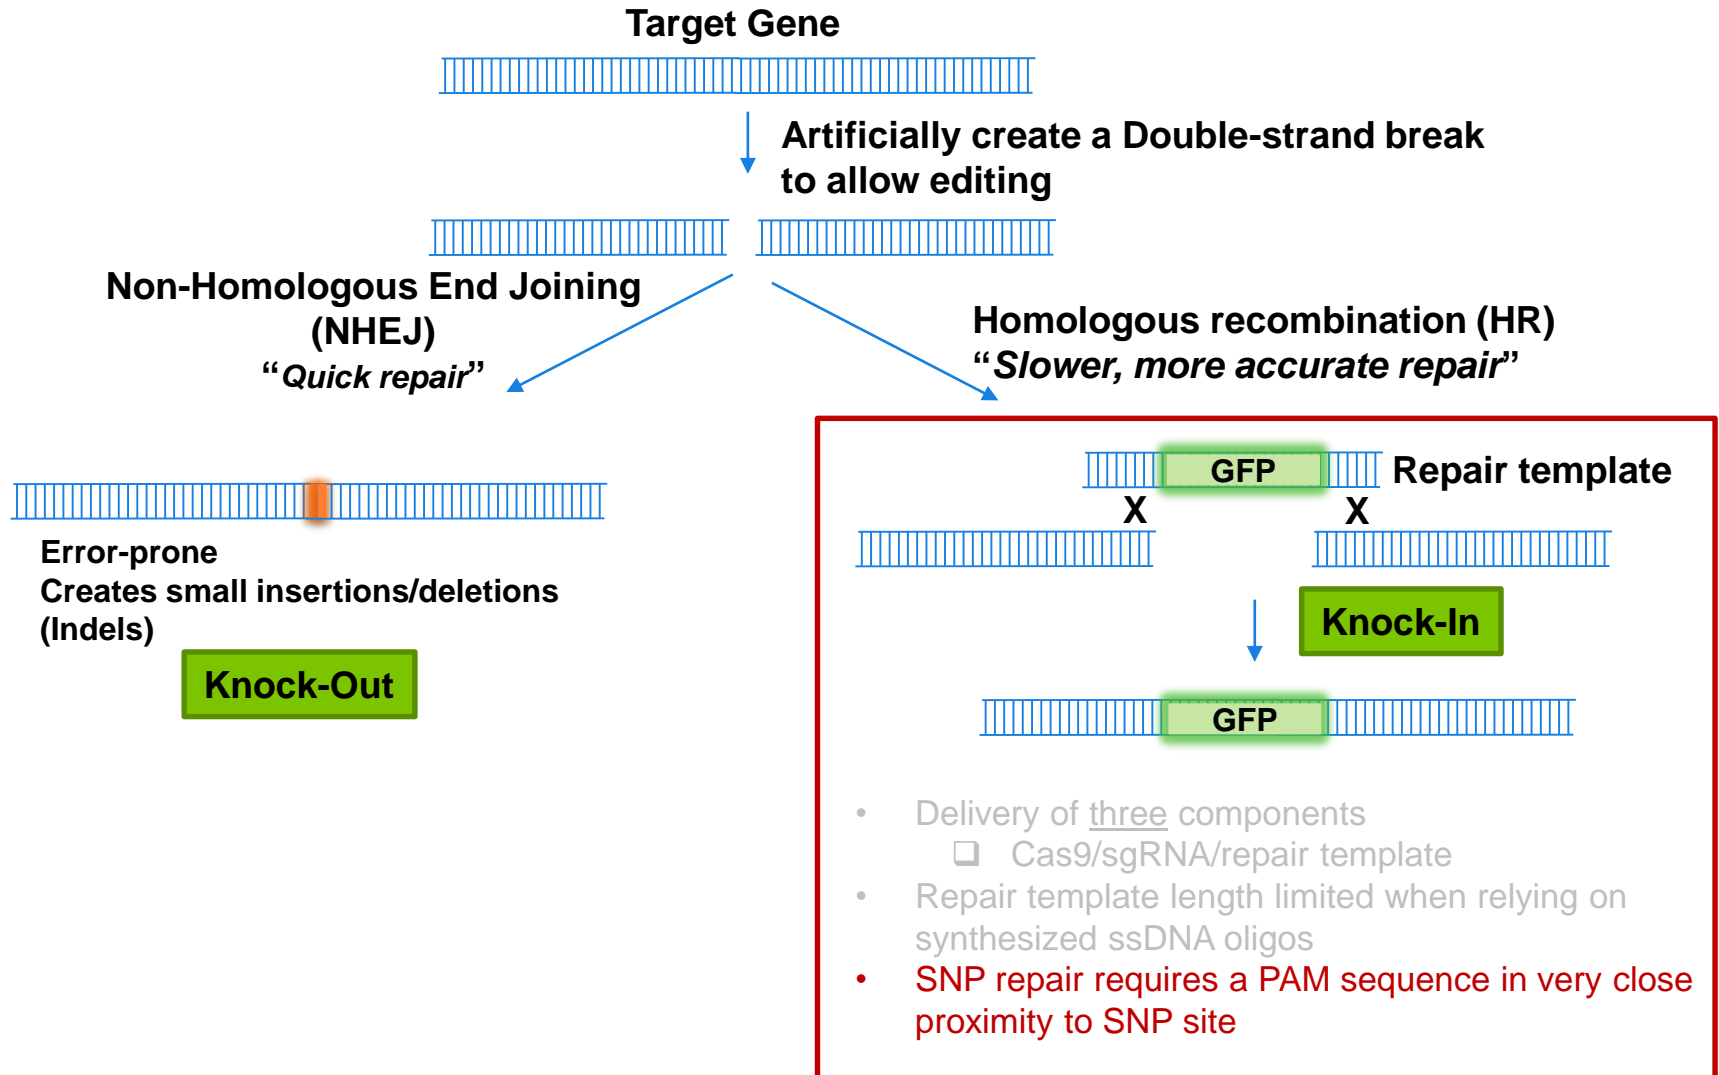 Target Gene
Artificially create a Double-strand break
to allow editing
Non-Homologous End Joining
(NHEJ)
“Quick repair”
Homologous recombination (HR)
“Slower, more accurate repair”
Error-prone
Creates small insertions/deletions
(Indels)
Knock-Out
GFP
Repair template
X X
Knock-In
GFP
• Delivery of three components
❑ Cas9/sgRNA/repair template
• Repair template length limited when relying on
synthesized ssDNA oligos
• SNP repair requires a PAM sequence in very close
proximity to SNP site